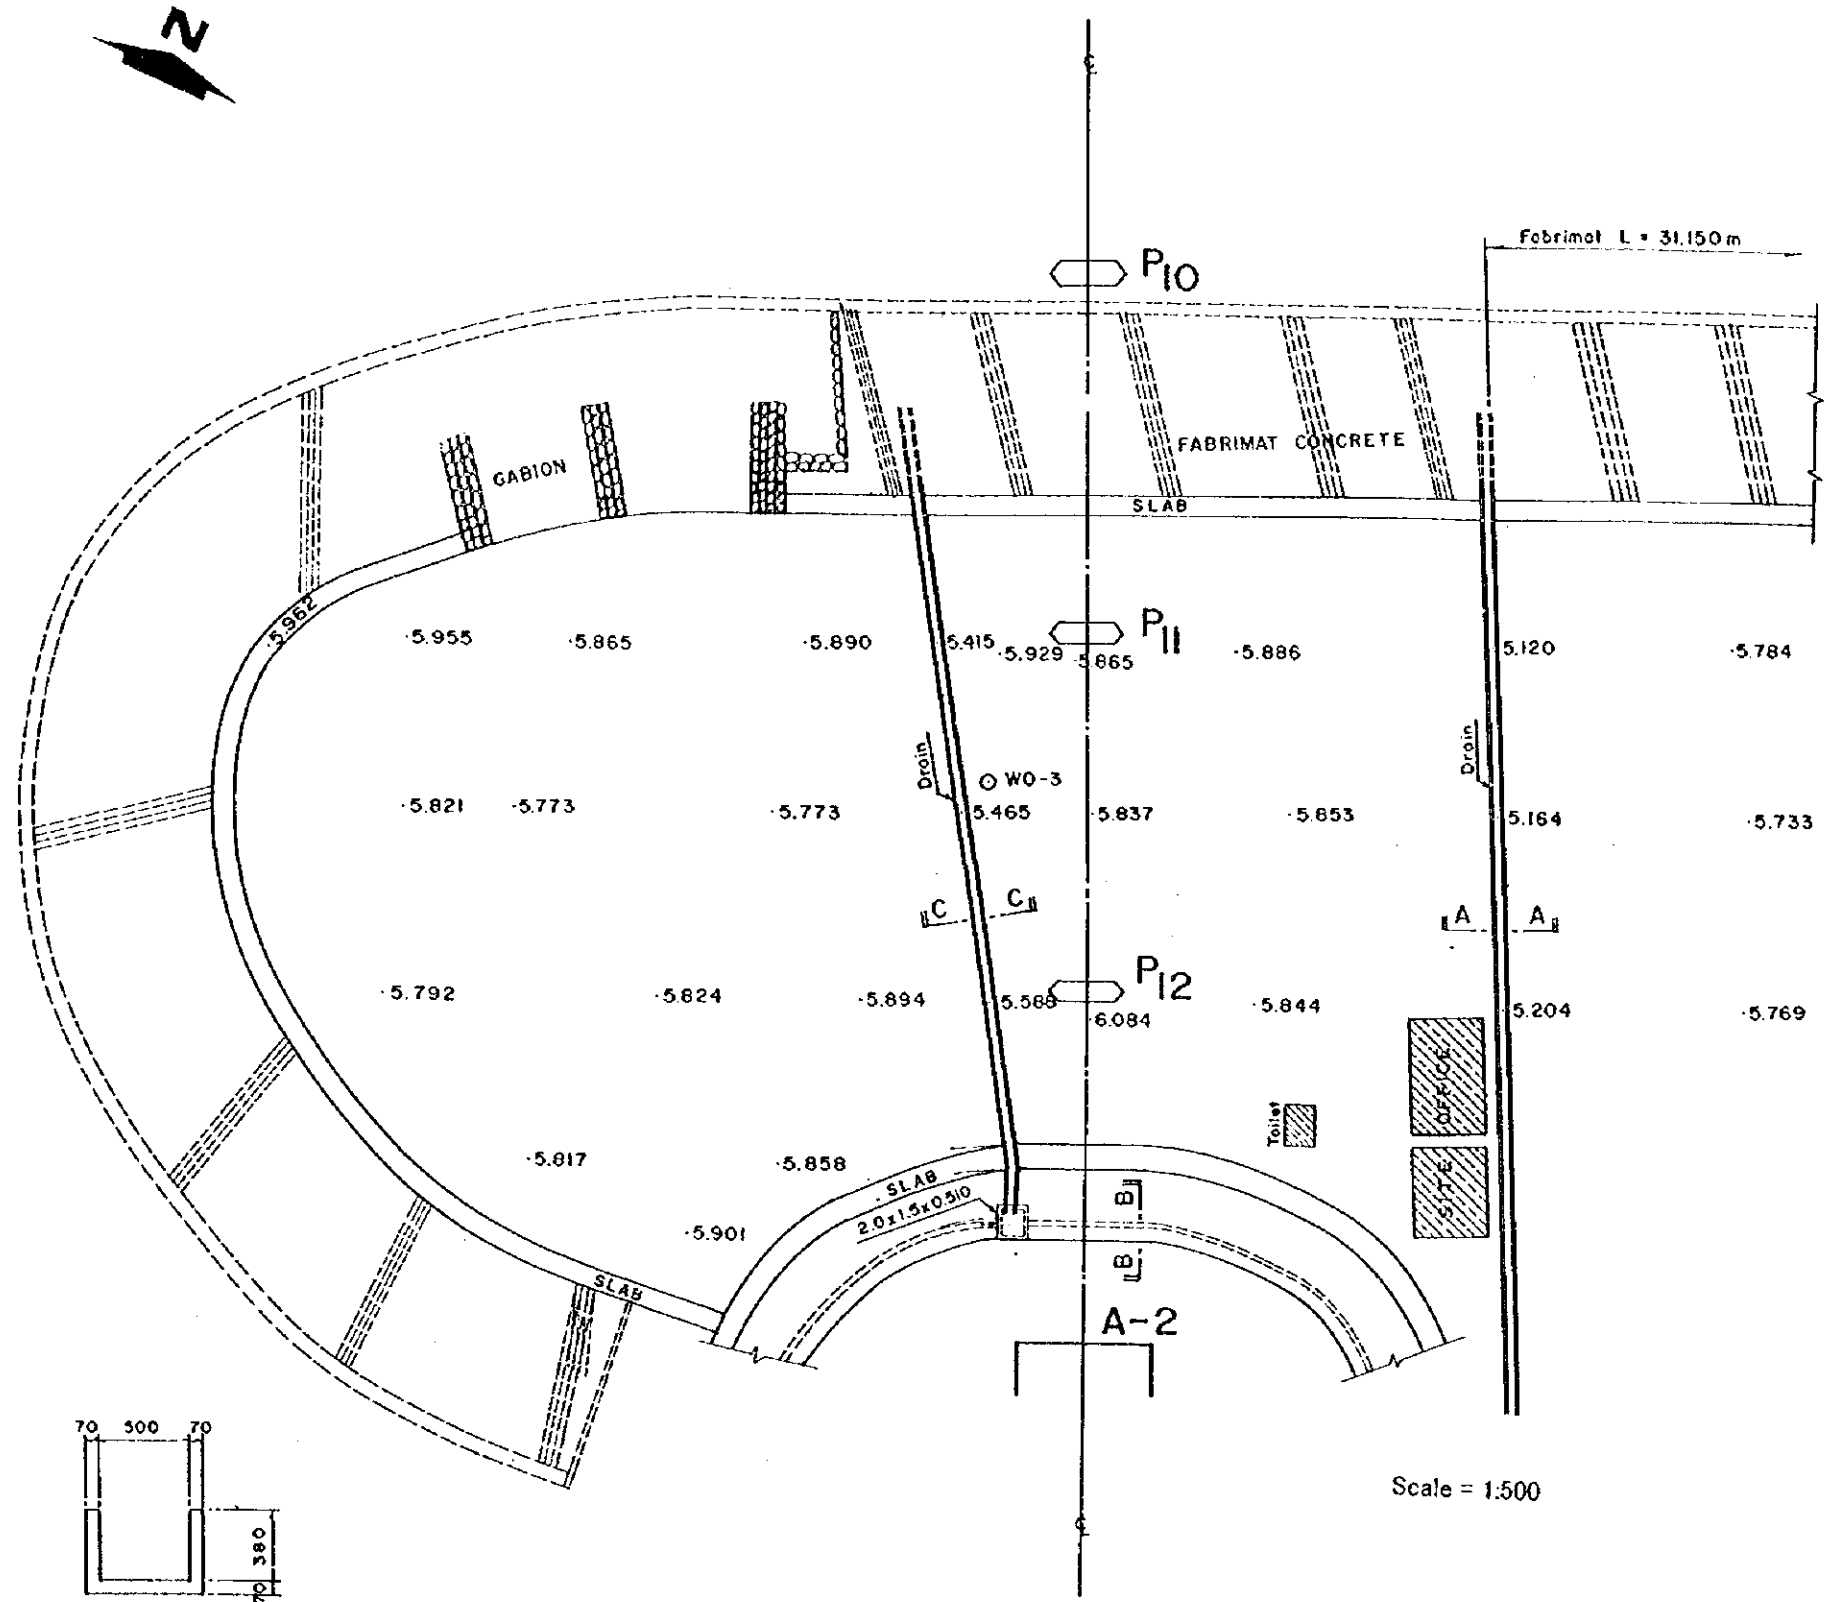 N
℄
Fabrimat L = 31.150 m
P10
GABION
FABRIMAT CONCRETE
SLAB
5.962
·5.955
·5.865
·5.890
5.415
·5.929
·5.865
P11
·5.886
5.120
·5.784
Drain
WO-3
Drain
·5.821
·5.773
·5.773
·5.465
·5.837
·5.853
5.164
·5.733
C
C
A
A
·5.792
·5.824
·5.894
5.588
P12
6.084
·5.844
5.204
·5.769
SITE OFFICE
Toilet
·5.817
·5.858
SLAB
2.0x1.5x0.510
·5.901
B
B
SLAB
A-2
70 500 70
380
70
Scale = 1:500
℄